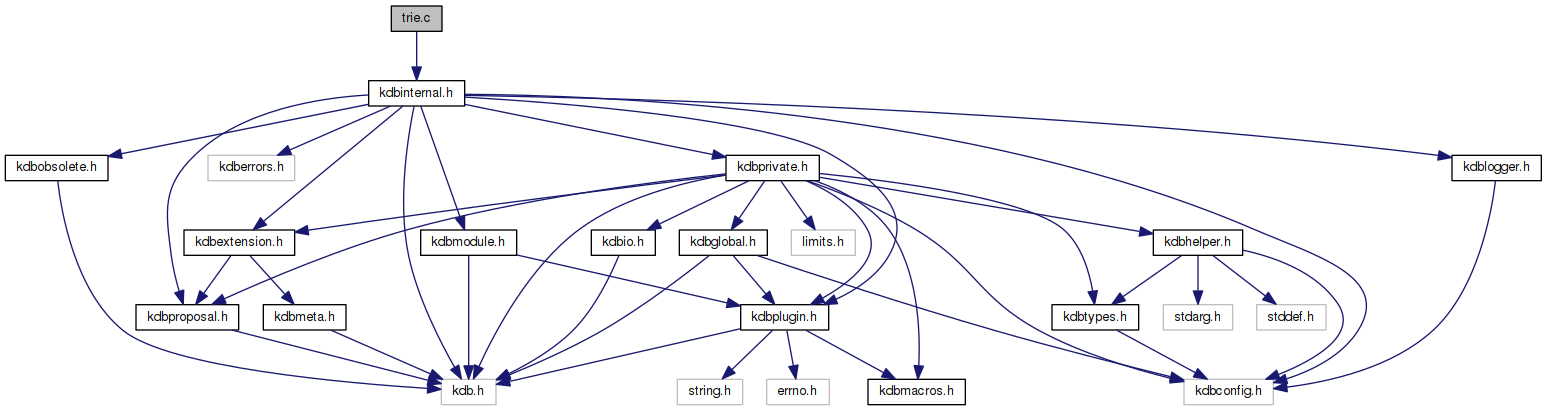 trie.c
kdbinternal.h
kdbobsolete.h
kdberrors.h
kdbprivate.h
kdblogger.h
kdbextension.h
kdbmodule.h
kdbio.h
kdbglobal.h
limits.h
kdbhelper.h
kdbproposal.h
kdbmeta.h
kdbplugin.h
kdbtypes.h
stdarg.h
stddef.h
kdb.h
string.h
errno.h
kdbmacros.h
kdbconfig.h